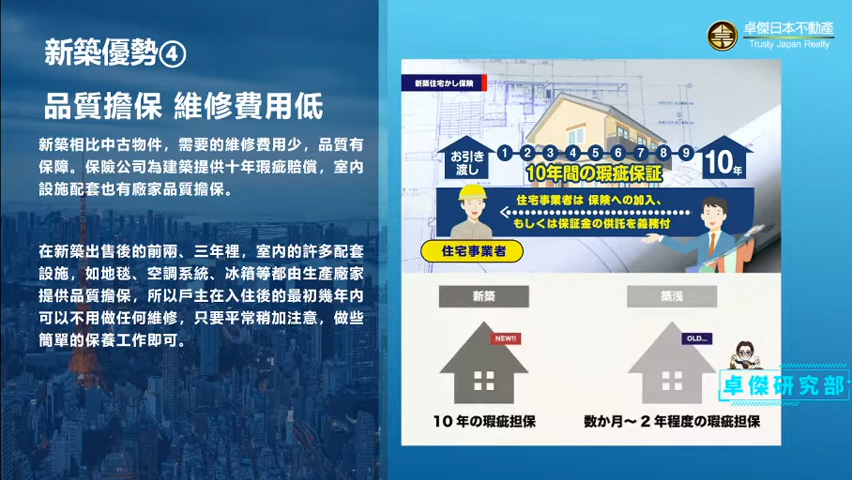 新築優勢④
品質擔保 維修費用低
新築相比中古物件，需要的維修費用少，品質有
保障。保險公司為建築提供十年瑕疵賠償，室內
設施配套也有廠家品質擔保。
在新築出售後的前兩、三年裡，室內的許多配套
設施，如地毯、空調系統、冰箱等都由生產廠家
提供品質擔保，所以戶主在入住後的最初幾年內
可以不用做任何維修，只要平常稍加注意，做些
簡單的保養工作即可。
卓傑日本不動產
Trusty Japan Realty
新築住宅かし保険
お引き
渡し
1 2 3 4 5 6 7 8 9
10年
10年間の瑕疵保証
住宅事業者は 保険への加入、
もしくは保証金の供託を義務付
住宅事業者
新築
築浅
NEW!!
OLD...
10年の瑕疵担保
数か月～2年程度の瑕疵担保
卓傑研究部